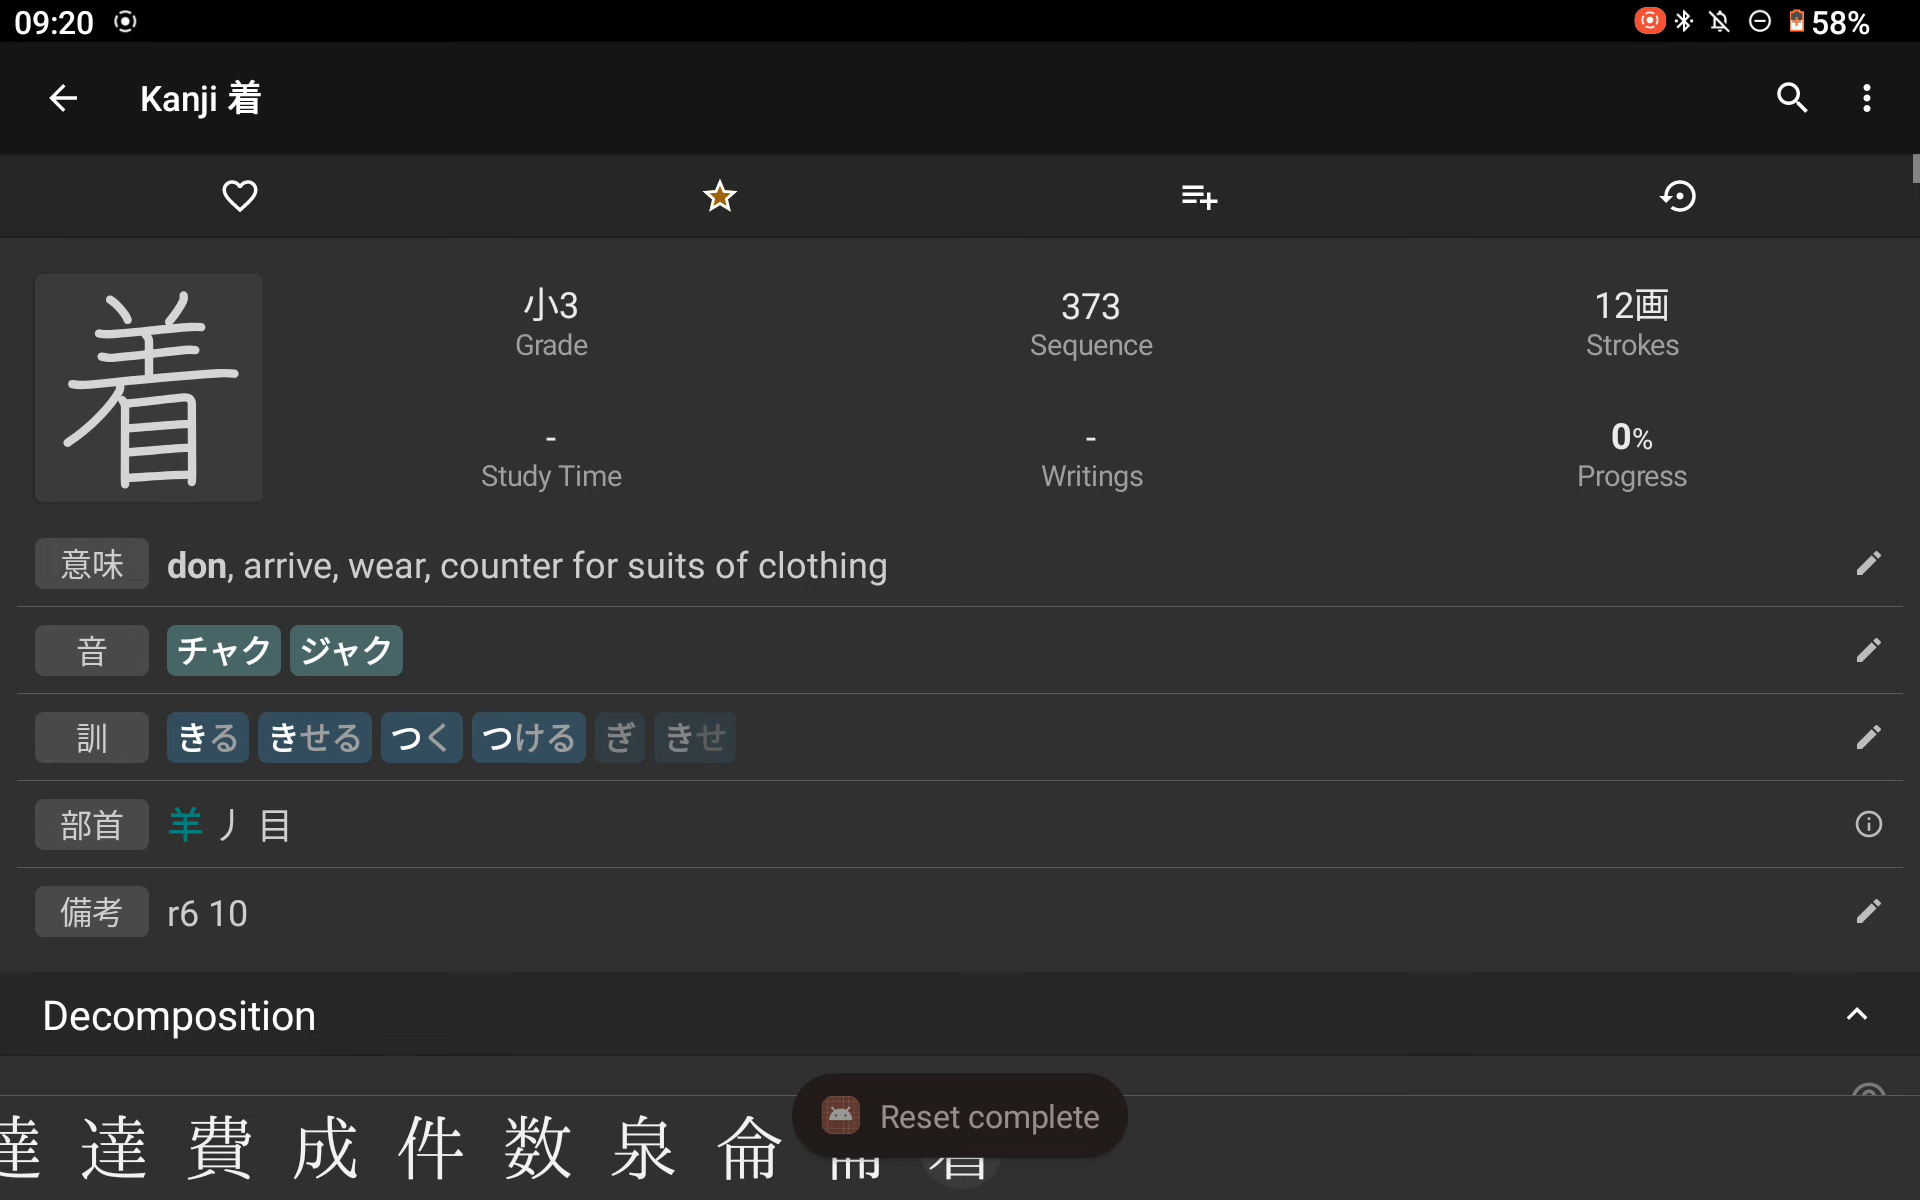 09:20 58%
Kanji 着
着
小3 373 12画
Grade Sequence Strokes
- - 0%
Study Time Writings Progress
意味 don, arrive, wear, counter for suits of clothing
音 チャク ジャク
訓 きる きせる つく つける ぎ きせ
部首 羊 丿 目
備考 r6 10
Decomposition
Reset complete
達 達 費 成 件 数 泉 侖 着